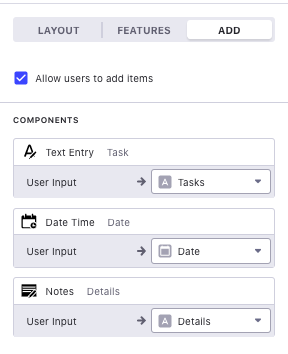 LAYOUT FEATURES ADD
Allow users to add items
COMPONENTS
Text Entry Task
User Input A Tasks
Date Time Date
User Input Date
Notes Details
User Input A Details